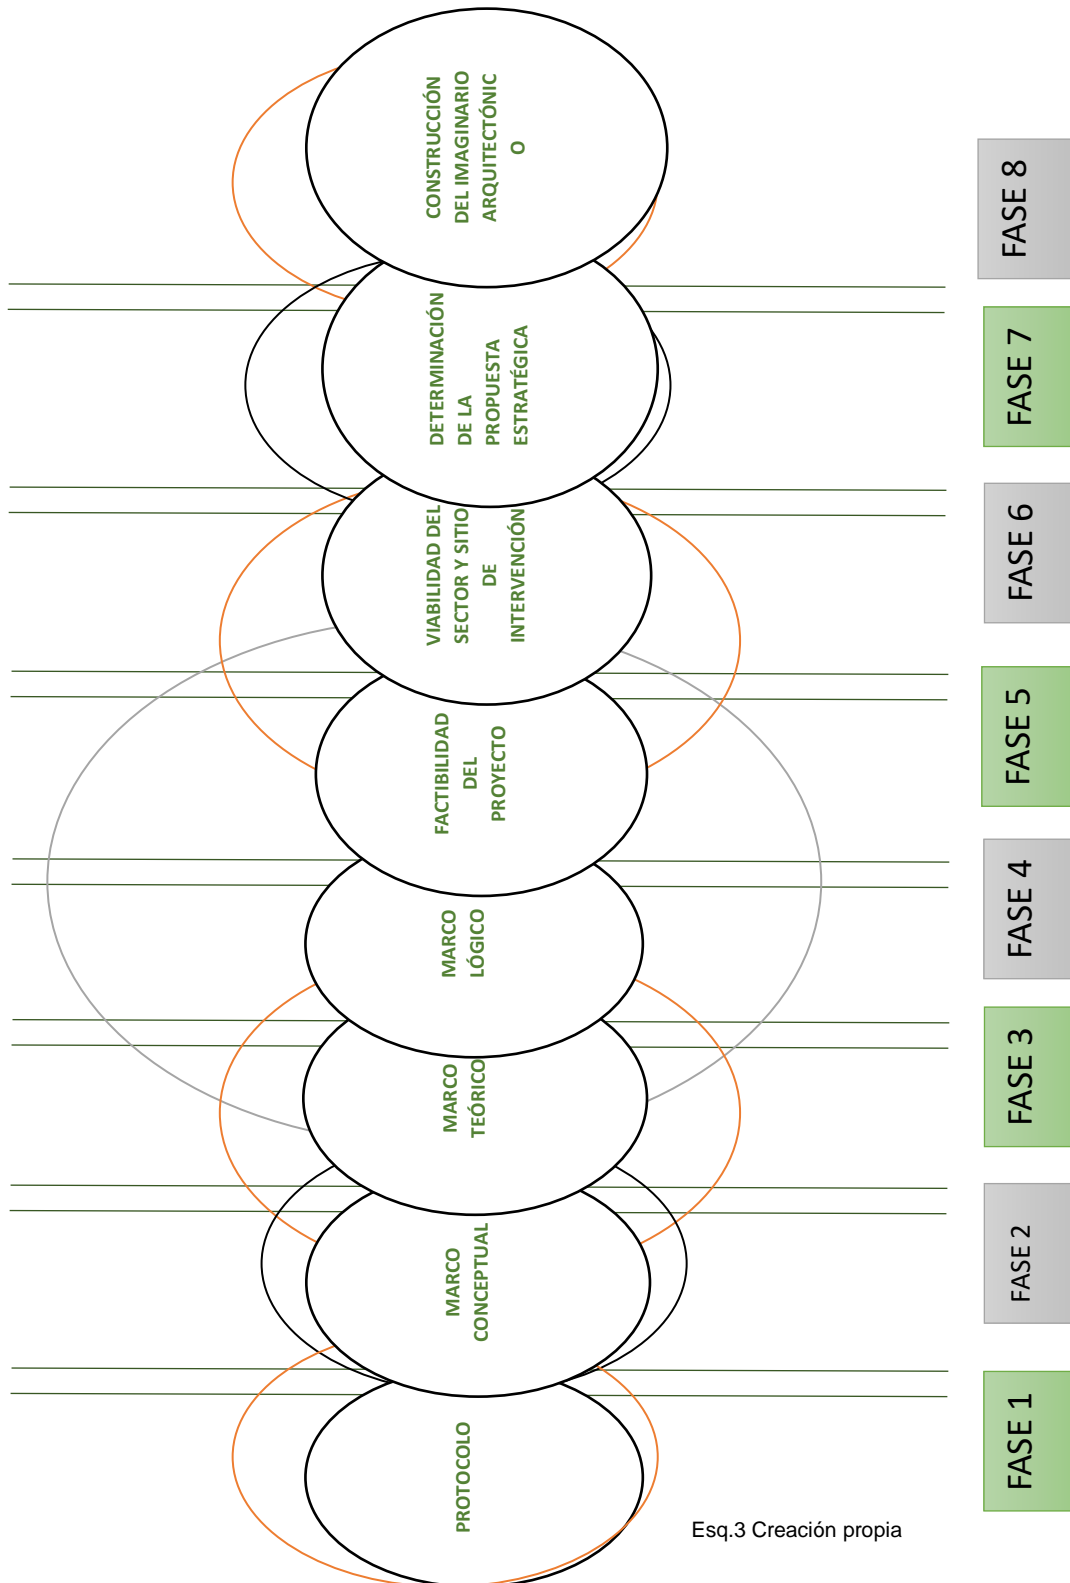 PROTOCOLO
MARCO
CONCEPTUAL
MARCO
TEÓRICO
MARCO
LÓGICO
FACTIBILIDAD
DEL
PROYECTO
VIABILIDAD DEL
SECTOR Y SITIO
DE
INTERVENCIÓN
DETERMINACIÓN
DE LA
PROPUESTA
ESTRATÉGICA
CONSTRUCCIÓN
DEL IMAGINARIO
ARQUITECTÓNIC
O
FASE 1
FASE 2
FASE 3
FASE 4
FASE 5
FASE 6
FASE 7
FASE 8
Esq.3 Creación propia